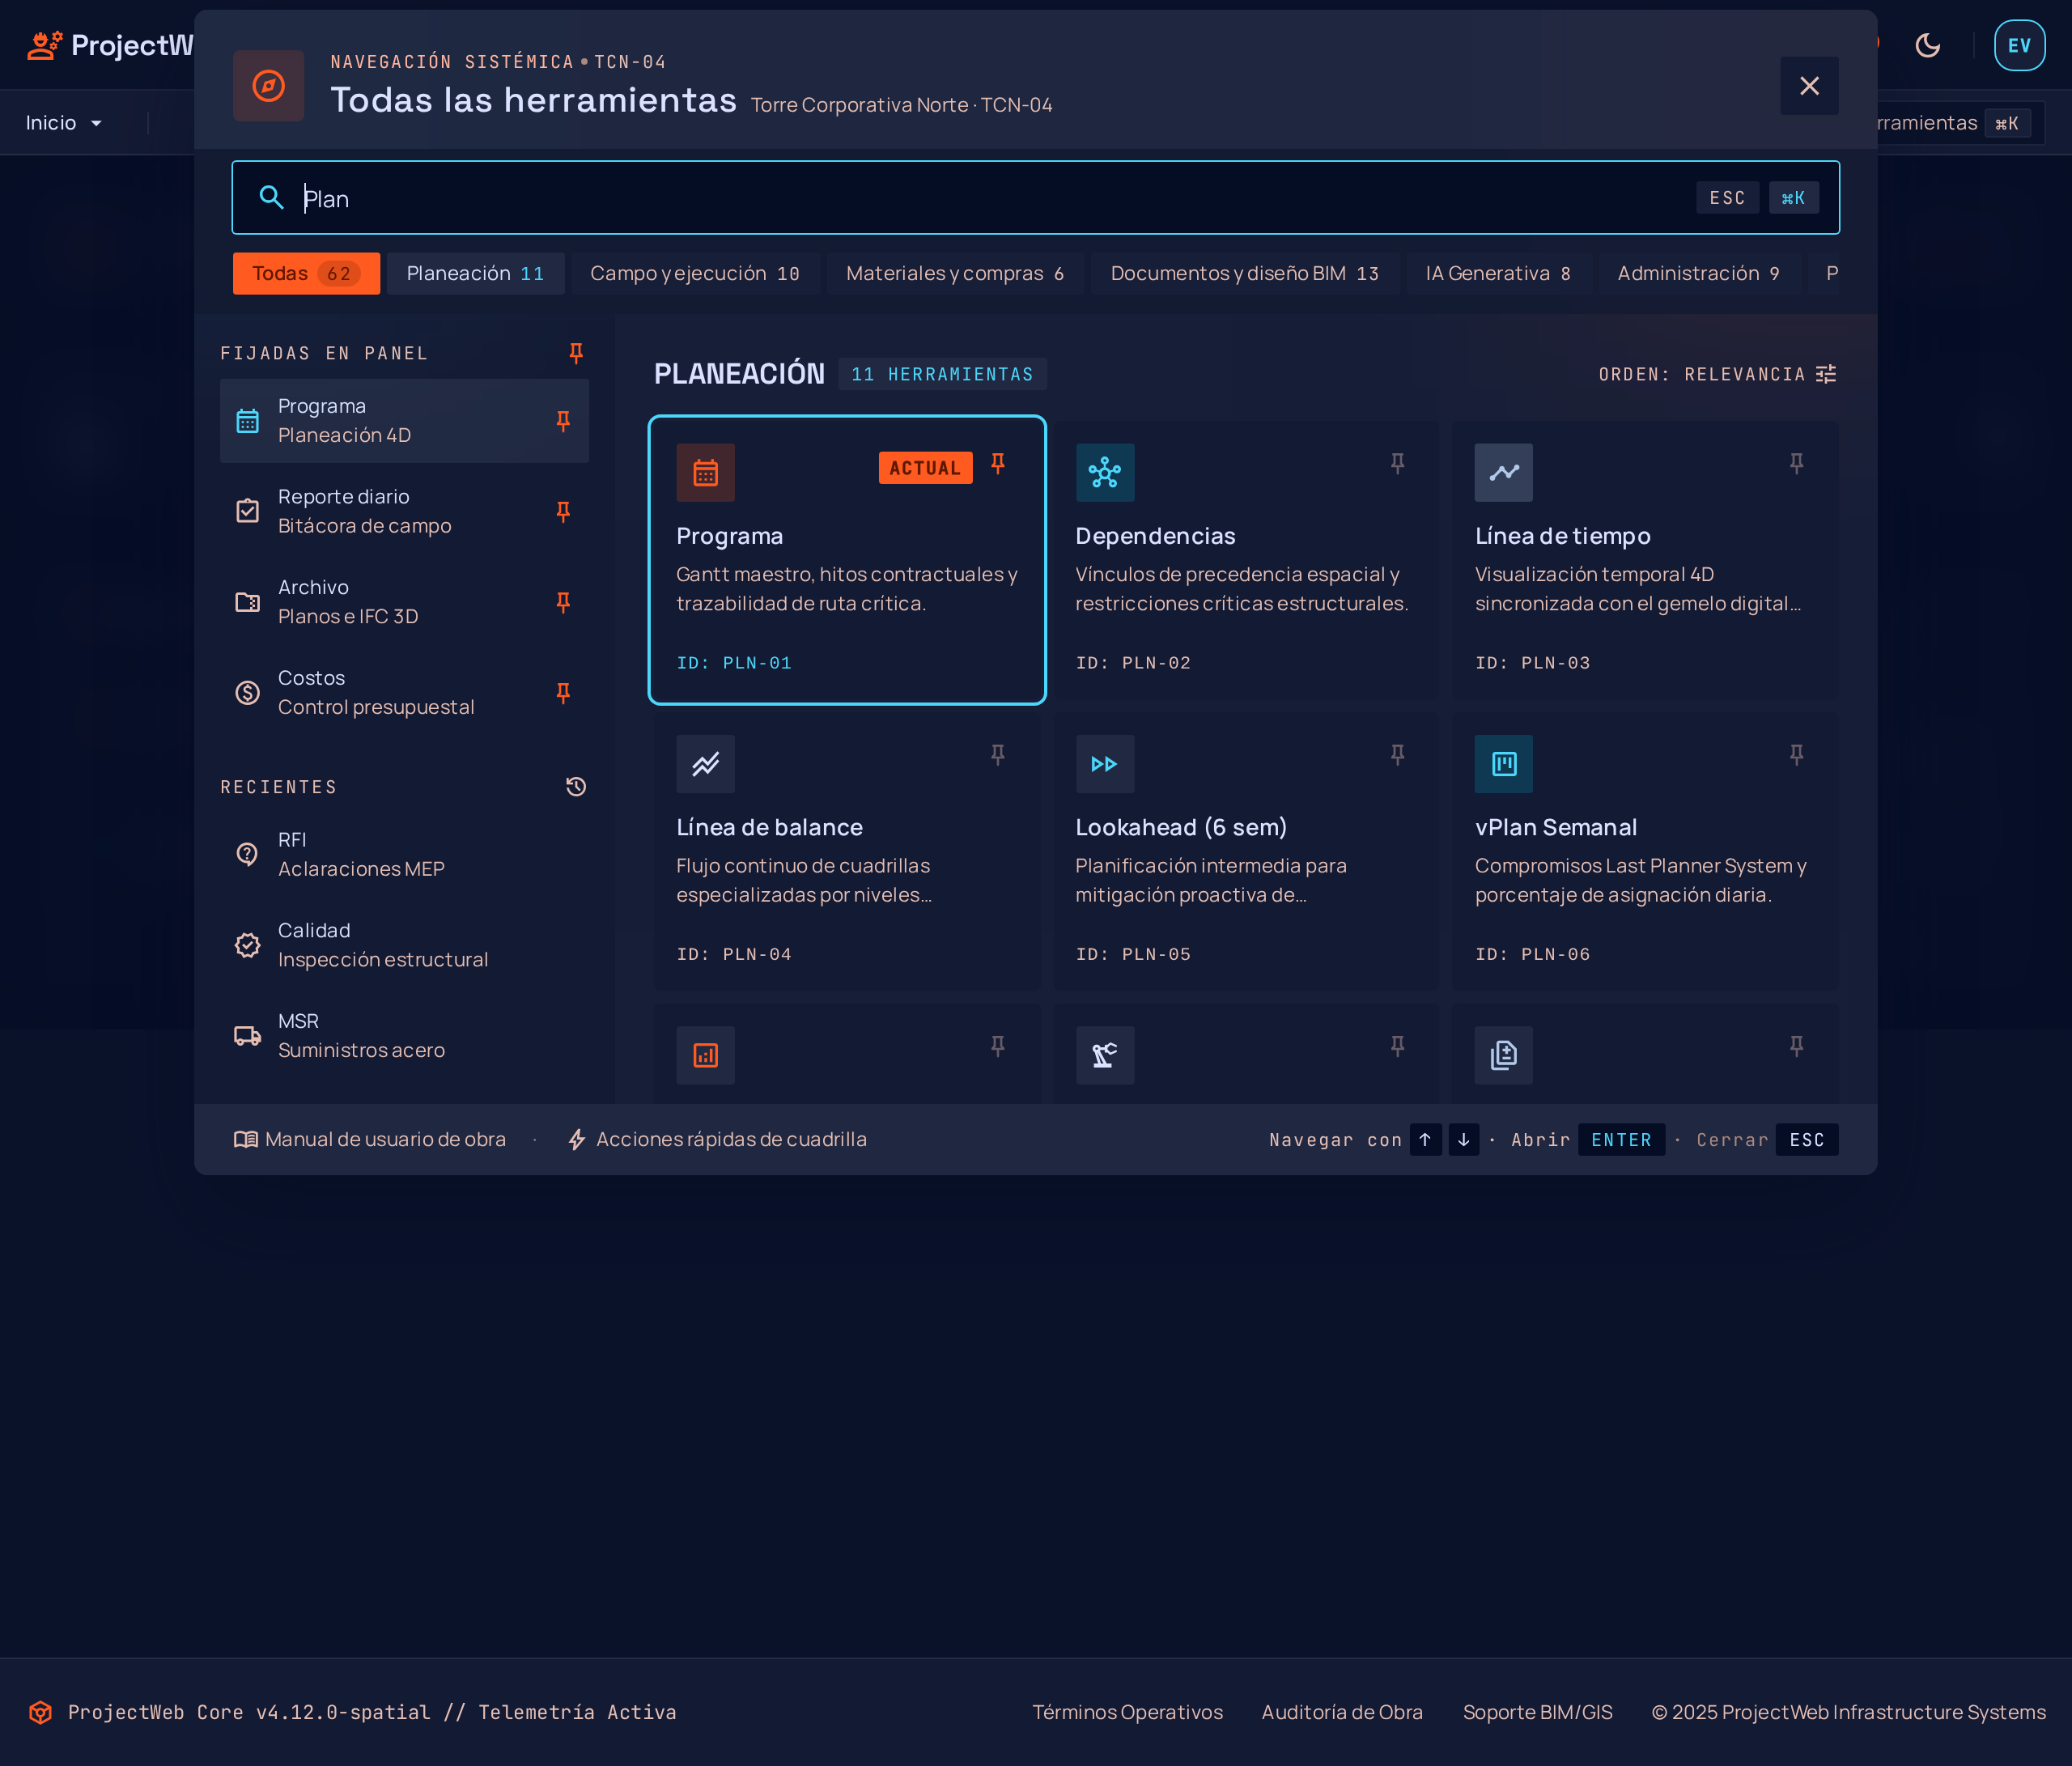 ProjectW
NAVEGACIÓN SISTÉMICA • TCN-04
Todas las herramientas Torre Corporativa Norte · TCN-04
EV
Inicio
rramientas ⌘K
Plan
ESC ⌘K
Todas 62
Planeación 11
Campo y ejecución 10
Materiales y compras 6
Documentos y diseño BIM 13
IA Generativa 8
Administración 9
P
FIJADAS EN PANEL
Programa
Planeación 4D
Reporte diario
Bitácora de campo
Archivo
Planos e IFC 3D
Costos
Control presupuestal
RECIENTES
RFI
Aclaraciones MEP
Calidad
Inspección estructural
MSR
Suministros acero
PLANEACIÓN 11 HERRAMIENTAS
ORDEN: RELEVANCIA
ACTUAL
Programa
Gantt maestro, hitos contractuales y
trazabilidad de ruta crítica.
ID: PLN-01
Dependencias
Vínculos de precedencia espacial y
restricciones críticas estructurales.
ID: PLN-02
Línea de tiempo
Visualización temporal 4D
sincronizada con el gemelo digital…
ID: PLN-03
Línea de balance
Flujo continuo de cuadrillas
especializadas por niveles…
ID: PLN-04
Lookahead (6 sem)
Planificación intermedia para
mitigación proactiva de…
ID: PLN-05
vPlan Semanal
Compromisos Last Planner System y
porcentaje de asignación diaria.
ID: PLN-06
Manual de usuario de obra · Acciones rápidas de cuadrilla
Navegar con ↑ ↓ · Abrir ENTER · Cerrar ESC
ProjectWeb Core v4.12.0-spatial // Telemetría Activa
Términos Operativos
Auditoría de Obra
Soporte BIM/GIS
© 2025 ProjectWeb Infrastructure Systems